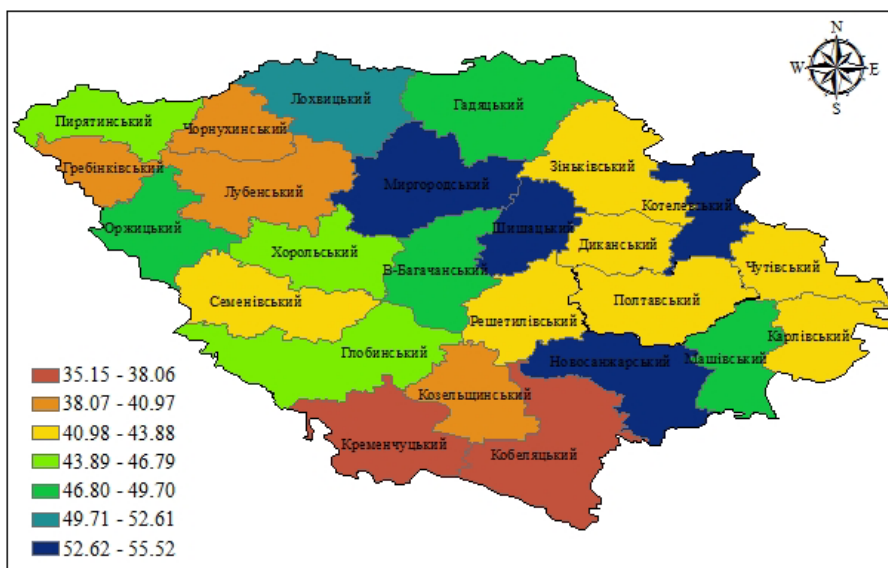 N
W E
S
Лохвицький
Гадяцький
Пирятинський
Чорнухинський
Гребінківський
Зіньківський
Лубенський
Миргородський
Котелевський
Оржицький
Шишацький
Диканський
Хорольський
В-Багачанський
Чутівський
Семенівський
Полтавський
Решетилівський
Карлівський
Глобинський
Новосанжарський
Машівський
Козельщинський
Кременчуцький
Кобеляцький
35.15 - 38.06
38.07 - 40.97
40.98 - 43.88
43.89 - 46.79
46.80 - 49.70
49.71 - 52.61
52.62 - 55.52